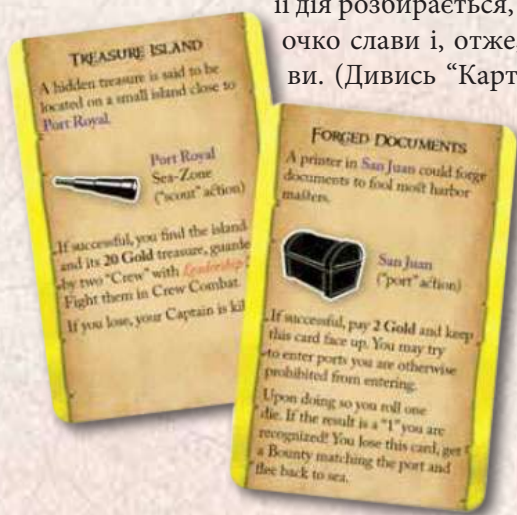 її дія розбирається,
очко слави і, отже,
ви. (Дивись “Карт
TREASURE ISLAND
A hidden treasure is said to be
located on a small island close to
Port Royal.
Port Royal
Sea-Zone
("scout" action)
If successful, you find the island
and its 20 Gold treasure, guarde
by two "Crew" with Leadership
Fight them in Crew Combat.
If you lose, your Captain is kil
FORGED DOCUMENTS
A printer in San Juan could forge
documents to fool most harbor
masters.
San Juan
("port" action)
If successful, pay 2 Gold and keep
this card face up. You may try
to enter ports you are otherwise
prohibited from entering.
Upon doing so you roll one
die. If the result is a "1" you are
recognized! You lose this card, get
a Bounty matching the port and
flee back to sea.